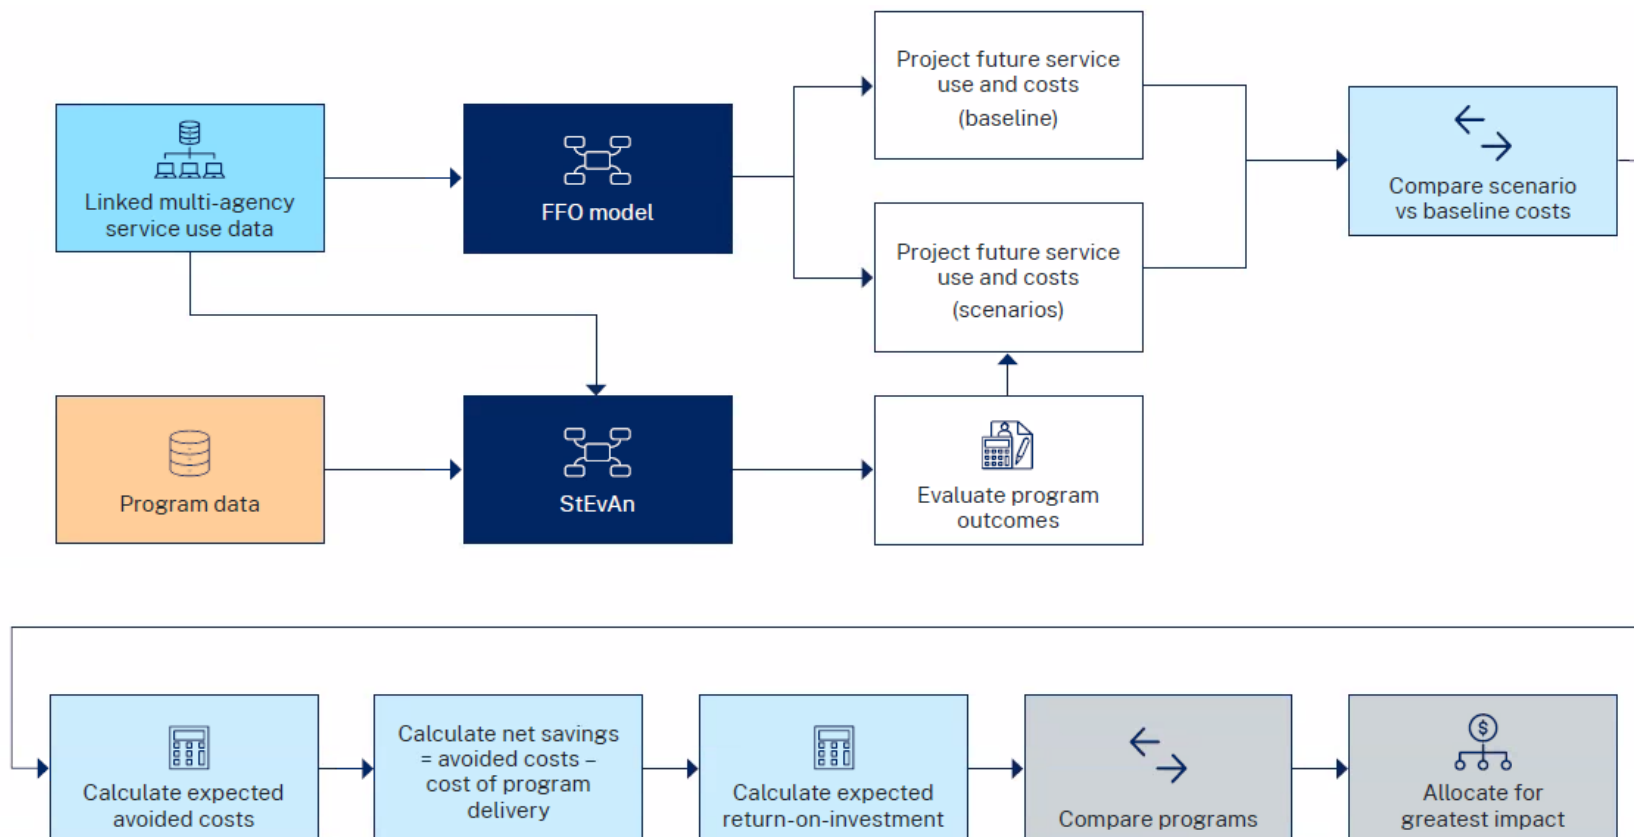 Project future service
use and costs
(baseline)
Linked multi-agency
service use data
FFO model
Compare scenario
vs baseline costs
Project future service
use and costs
(scenarios)
Program data
StEvAn
Evaluate program
outcomes
Calculate expected
avoided costs
Calculate net savings
= avoided costs –
cost of program
delivery
Calculate expected
return-on-investment
Compare programs
$
Allocate for
greatest impact